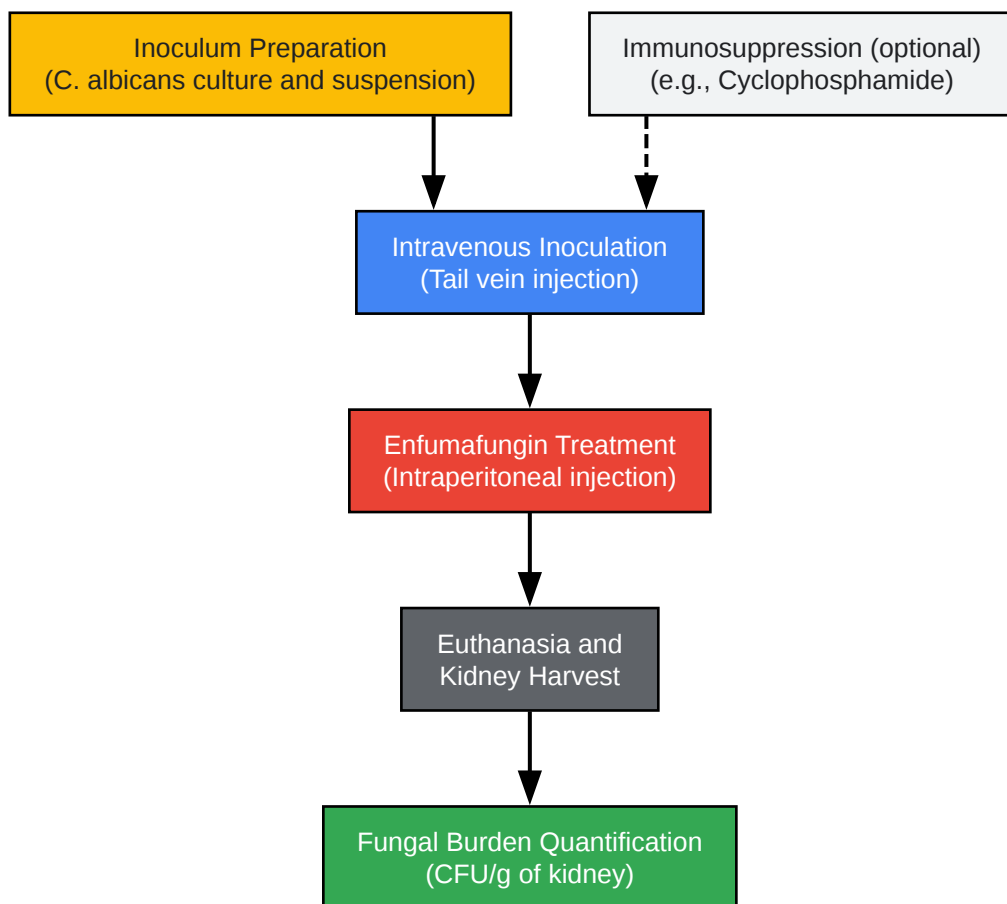 Inoculum Preparation
(C. albicans culture and suspension)
Immunosuppression (optional)
(e.g., Cyclophosphamide)
Intravenous Inoculation
(Tail vein injection)
Enfumafungin Treatment
(Intraperitoneal injection)
Euthanasia and
Kidney Harvest
Fungal Burden Quantification
(CFU/g of kidney)